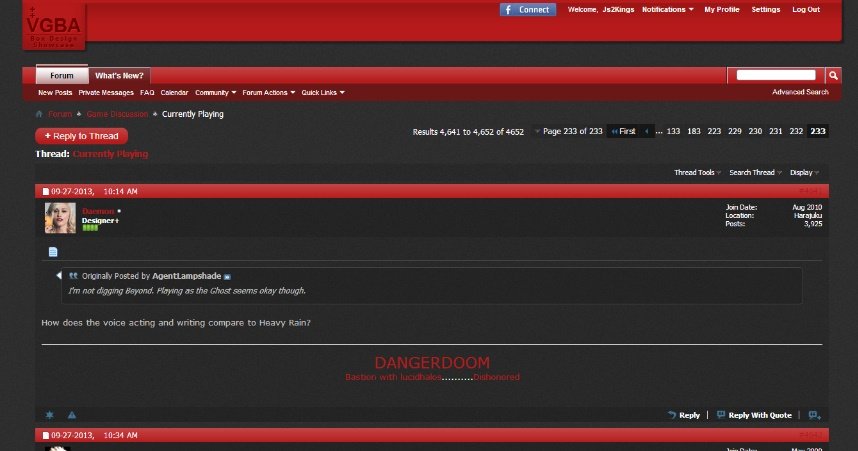 VGBA
Box Design
Showcase
f Connect
Welcome, Js2Kings Notifications My Profile Settings Log Out
Forum What's New?
New Posts Private Messages FAQ Calendar Community Forum Actions Quick Links
Advanced Search
Forum Game Discussion Currently Playing
+ Reply to Thread
Results 4,641 to 4,652 of 4652
Page 233 of 233 First ... 133 183 223 229 230 231 232 233
Thread: Currently Playing
Thread Tools Search Thread Display
09-27-2013, 10:14 AM #4641
Daemon
Designer+
Join Date: Aug 2010
Location: Harajuku
Posts: 3,925
Originally Posted by AgentLampshade
I'm not digging Beyond. Playing as the Ghost seems okay though.
How does the voice acting and writing compare to Heavy Rain?
DANGERDOOM
Bastion with lucidhalos..........Dishonored
Reply | Reply With Quote |
09-27-2013, 10:34 AM #4642